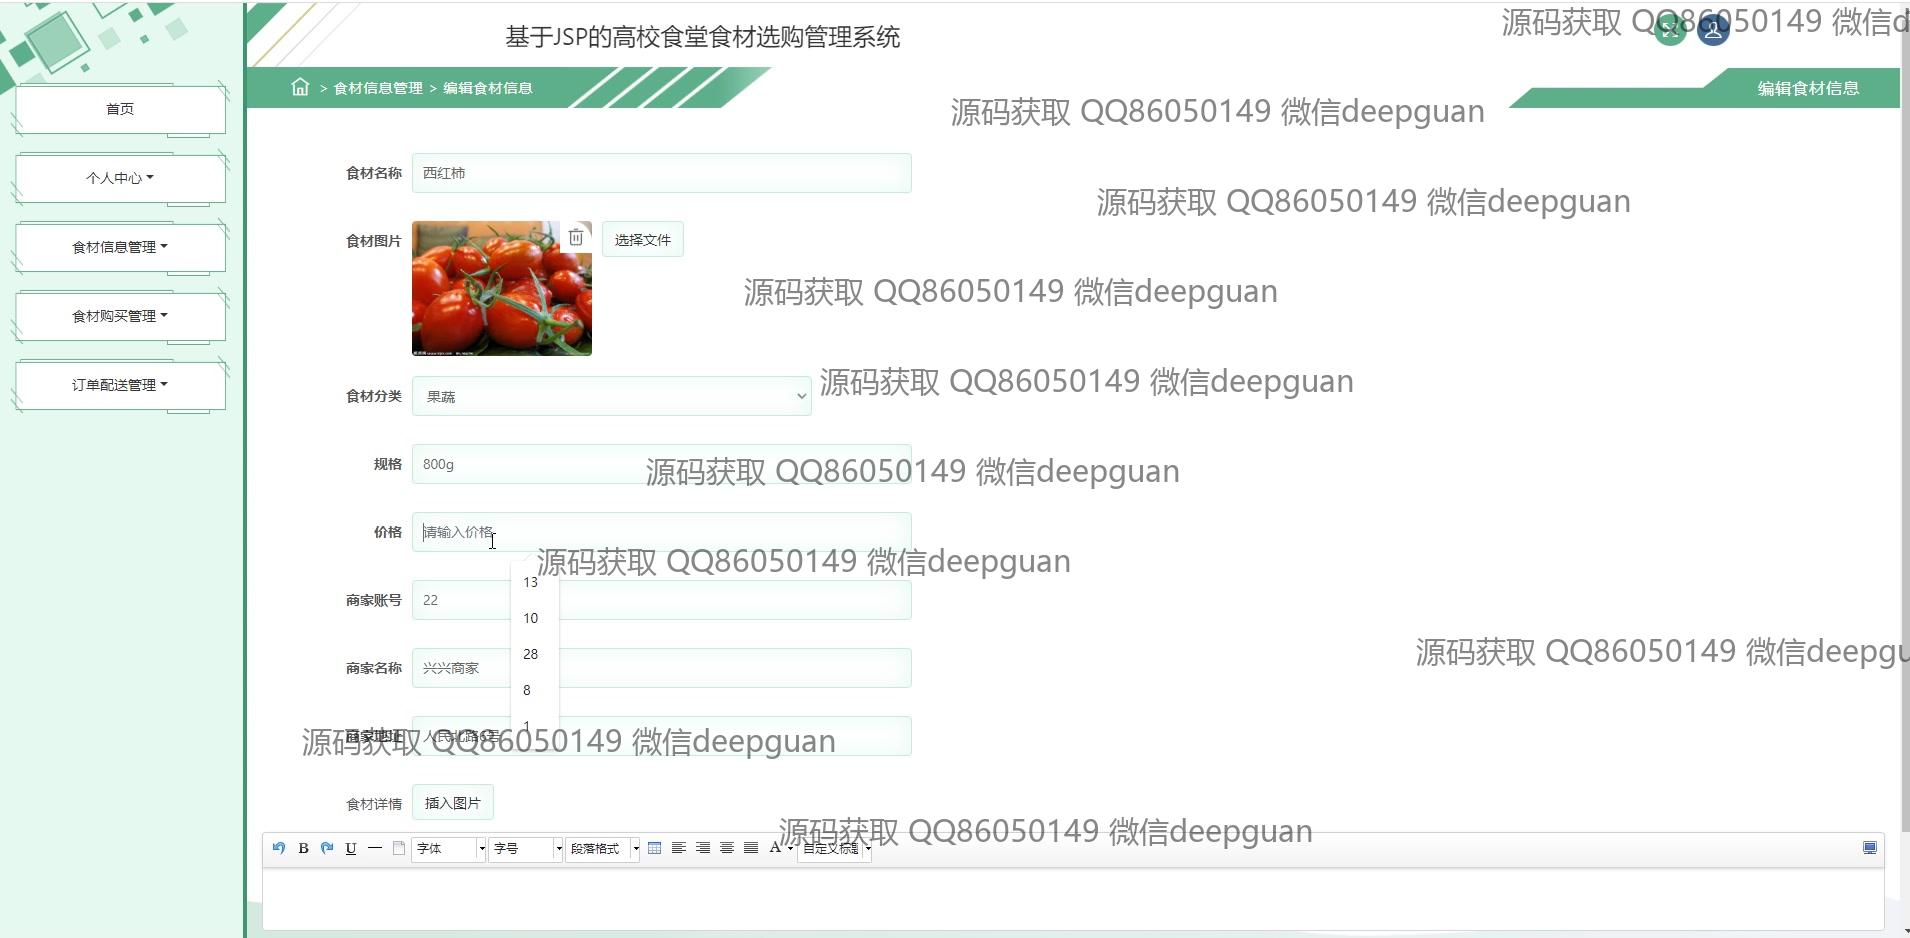 基于JSP的高校食堂食材选购管理系统
源码获取 QQ86050149 微信d
> 食材信息管理 > 编辑食材信息
编辑食材信息
源码获取 QQ86050149 微信deepguan
首页
个人中心
食材信息管理
食材购买管理
订单配送管理
食材名称 西红柿
源码获取 QQ86050149 微信deepguan
食材图片 选择文件
源码获取 QQ86050149 微信deepguan
食材分类 果蔬
源码获取 QQ86050149 微信deepguan
规格 800g
源码获取 QQ86050149 微信deepguan
价格 请输入价格
源码获取 QQ86050149 微信deepguan
13
10
28
8
1
商家账号 22
商家名称 兴兴商家
源码获取 QQ86050149 微信deepgu
商家地址 人民北路6号
源码获取 QQ86050149 微信deepguan
食材详情 插入图片
源码获取 QQ86050149 微信deepguan
B U 字体 字号 段落格式 A 自定义标题